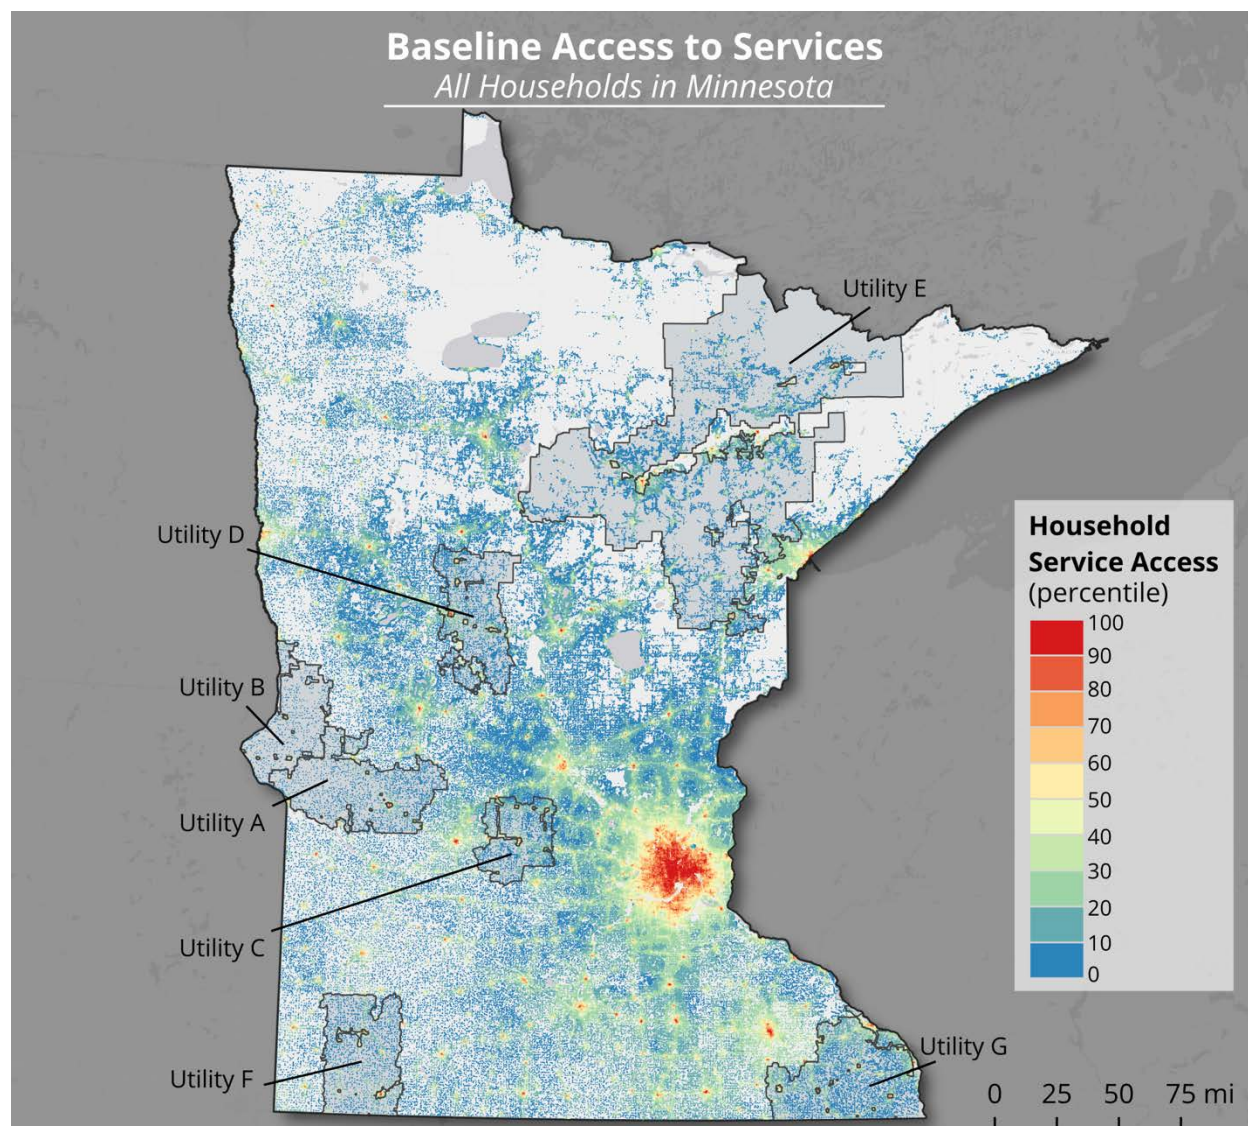 Baseline Access to Services
All Households in Minnesota
Utility E
Utility D
Utility B
Utility A
Utility C
Utility F
Utility G
Household
Service Access
(percentile)
100
90
80
70
60
50
40
30
20
10
0
0 25 50 75 mi